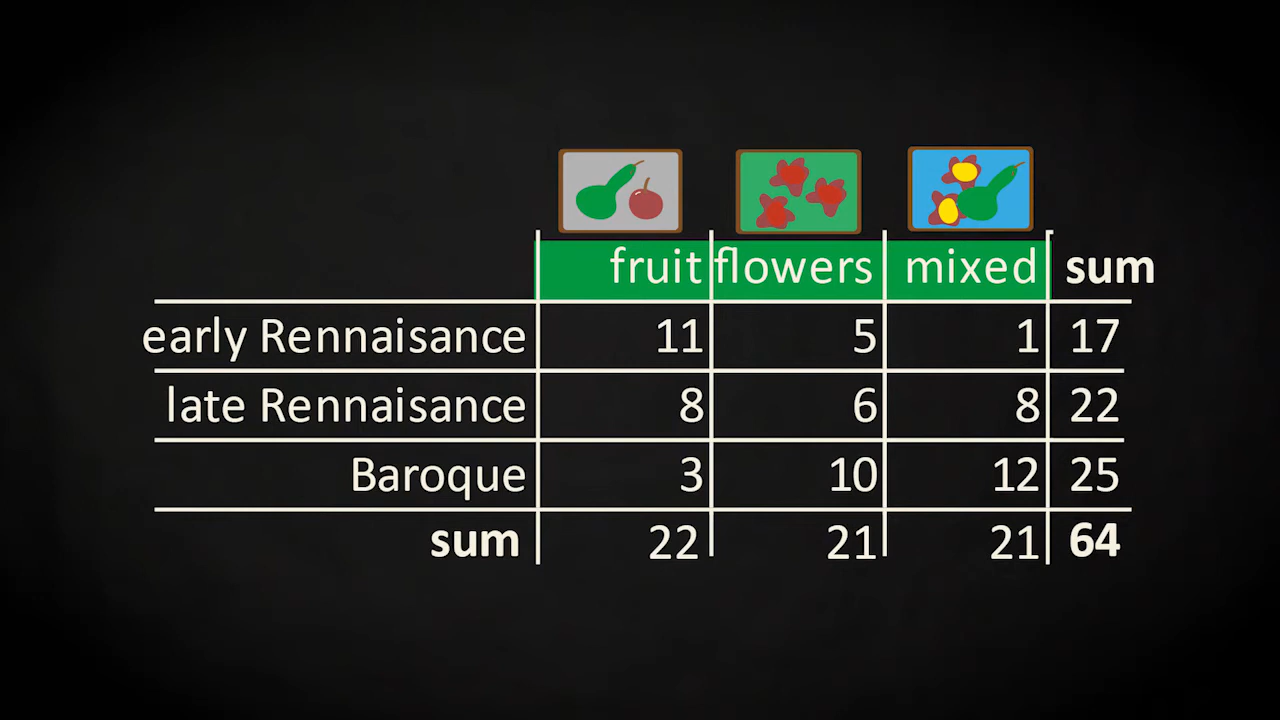 fruit flowers mixed sum
early Rennaisance 11 5 1 17
late Rennaisance 8 6 8 22
Baroque 3 10 12 25
sum 22 21 21 64